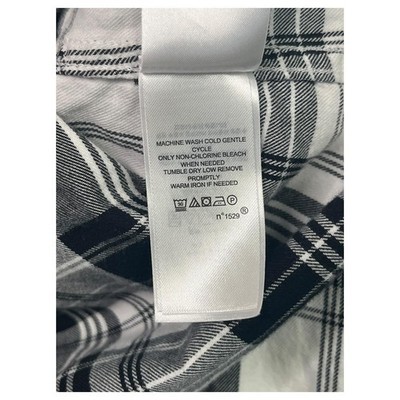 MACHINE WASH COLD GENTLE
CYCLE
ONLY NON-CHLORINE BLEACH
WHEN NEEDED
TUMBLE DRY LOW REMOVE
PROMPTLY
WARM IRON IF NEEDED
n°1529®